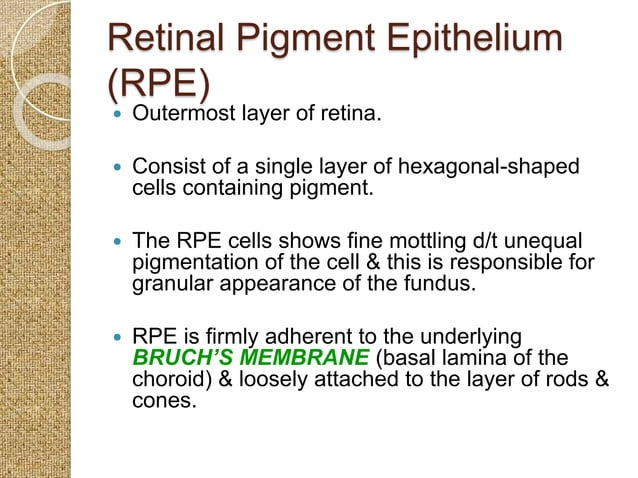 Retinal Pigment Epithelium
(RPE)
• Outermost layer of retina.
• Consist of a single layer of hexagonal-shaped
cells containing pigment.
• The RPE cells shows fine mottling d/t unequal
pigmentation of the cell & this is responsible for
granular appearance of the fundus.
• RPE is firmly adherent to the underlying
BRUCH'S MEMBRANE (basal lamina of the
choroid) & loosely attached to the layer of rods &
cones.